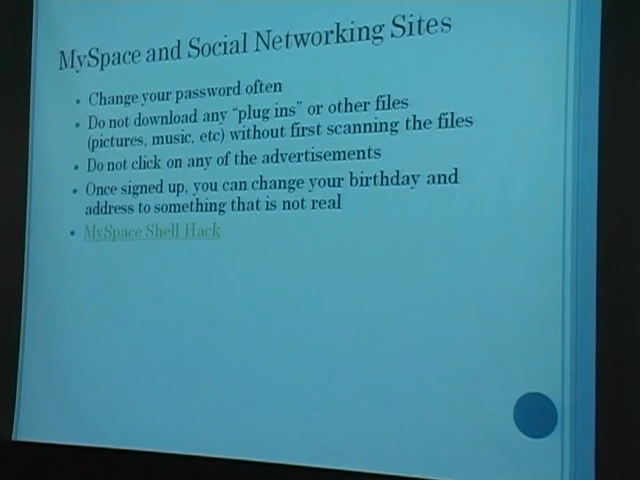 MySpace and Social Networking Sites
• Change your password often
• Do not download any “plug ins” or other files
(pictures, music, etc) without first scanning the files
• Do not click on any of the advertisements
• Once signed up, you can change your birthday and
address to something that is not real
• MySpace Shell Hack